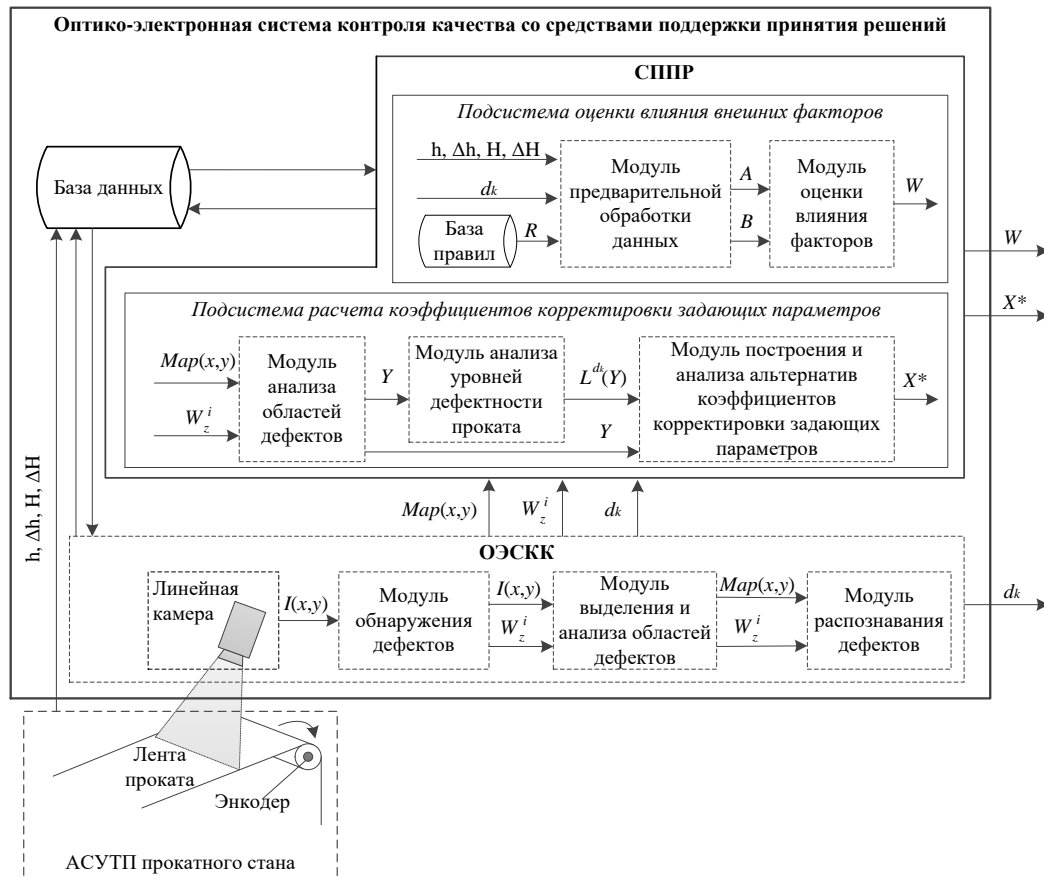 Оптико-электронная система контроля качества со средствами поддержки принятия решений
СППР
Подсистема оценки влияния внешних факторов
h, Δh, H, ΔH
dk
База
правил
R
Модуль
предварительной
обработки
данных
A
B
Модуль
оценки
влияния
факторов
W
База данных
W
X*
Подсистема расчета коэффициентов корректировки задающих параметров
Map(x,y)
W_z^i
Модуль
анализа
областей
дефектов
Y
Модуль анализа
уровней
дефектности
проката
L^{dk}(Y)
Y
Модуль построения и
анализа альтернатив
коэффициентов
корректировки задающих
параметров
X*
h, Δh, H, ΔH
Map(x,y)
W_z^i
dk
ОЭСКК
Линейная
камера
I(x,y)
Модуль
обнаружения
дефектов
I(x,y)
W_z^i
Модуль
выделения и
анализа областей
дефектов
Map(x,y)
W_z^i
Модуль
распознавания
дефектов
dk
Лента
проката
Энкодер
АСУТП прокатного стана